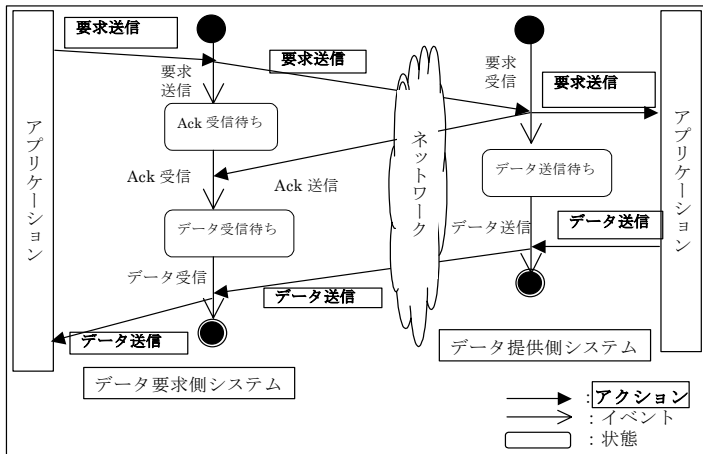 要求送信
要求送信
要求
送信
要求
受信
要求送信
アプリケーション
Ack 受信待ち
ネットワーク
データ送信待ち
アプリケーション
Ack 受信
Ack 送信
データ受信待ち
データ送信
データ送信
データ受信
データ送信
データ送信
データ提供側システム
データ要求側システム
：アクション
：イベント
：状態